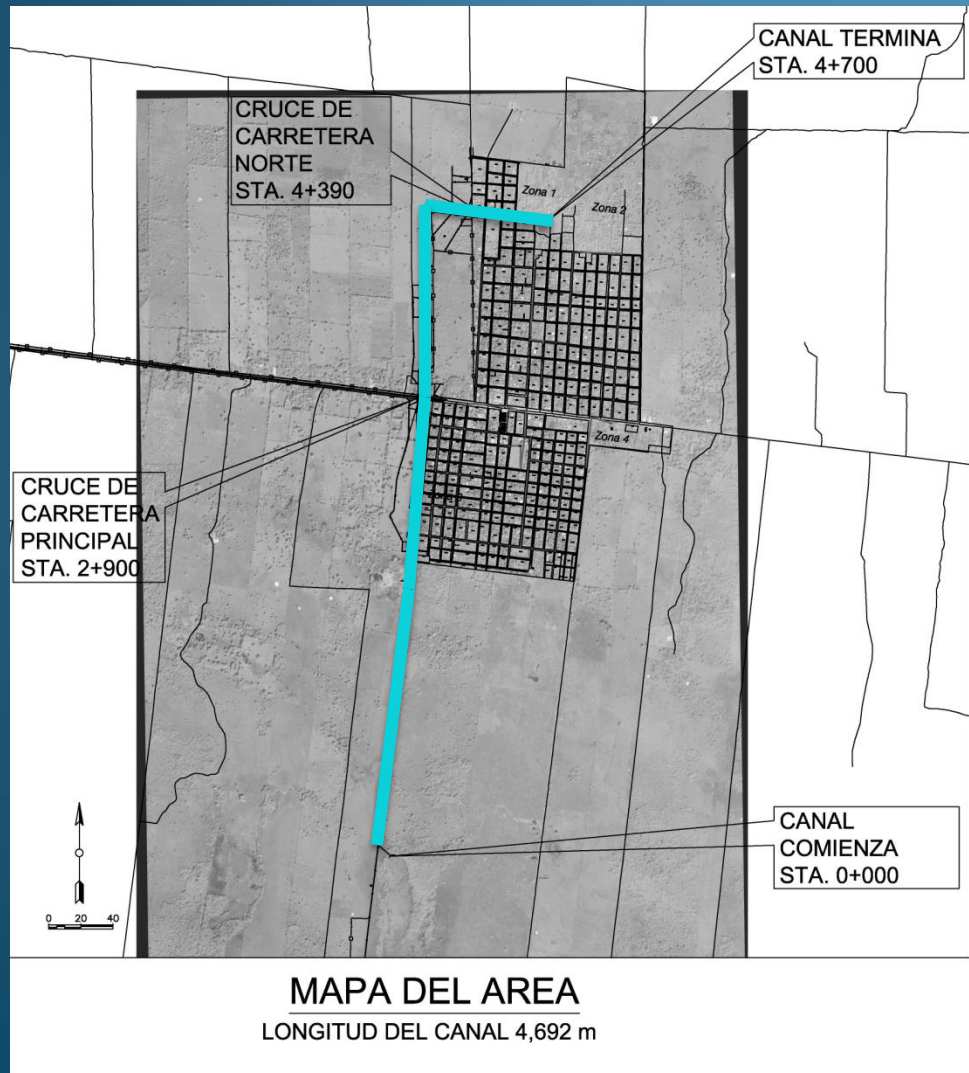 CANAL TERMINA
STA. 4+700
CRUCE DE
CARRETERA
NORTE
STA. 4+390
Zona 1
Zona 2
Zona 4
CRUCE DE
CARRETERA
PRINCIPAL
STA. 2+900
CANAL
COMIENZA
STA. 0+000
0 20 40
MAPA DEL AREA
LONGITUD DEL CANAL 4,692 m